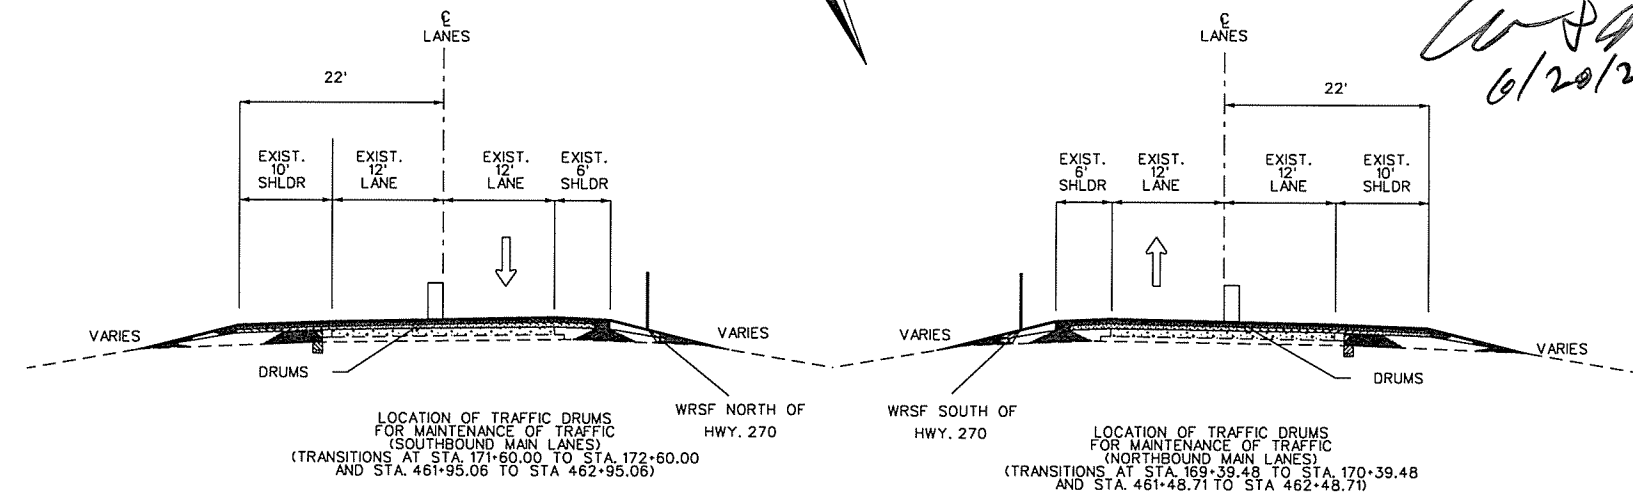 ℄
LANES
22'
EXIST.
10'
SHLDR
EXIST.
12'
LANE
EXIST.
12'
LANE
EXIST.
6'
SHLDR
VARIES
VARIES
DRUMS
WRSF NORTH OF
HWY. 270
LOCATION OF TRAFFIC DRUMS
FOR MAINTENANCE OF TRAFFIC
(SOUTHBOUND MAIN LANES)
(TRANSITIONS AT STA. 171+60.00 TO STA. 172+60.00
AND STA. 461+95.06 TO STA 462+95.06)
℄
LANES
22'
EXIST.
6'
SHLDR
EXIST.
12'
LANE
EXIST.
12'
LANE
EXIST.
10'
SHLDR
VARIES
VARIES
DRUMS
WRSF SOUTH OF
HWY. 270
LOCATION OF TRAFFIC DRUMS
FOR MAINTENANCE OF TRAFFIC
(NORTHBOUND MAIN LANES)
(TRANSITIONS AT STA. 169+39.48 TO STA. 170+39.48
AND STA. 461+48.71 TO STA 462+48.71)
6/20/2